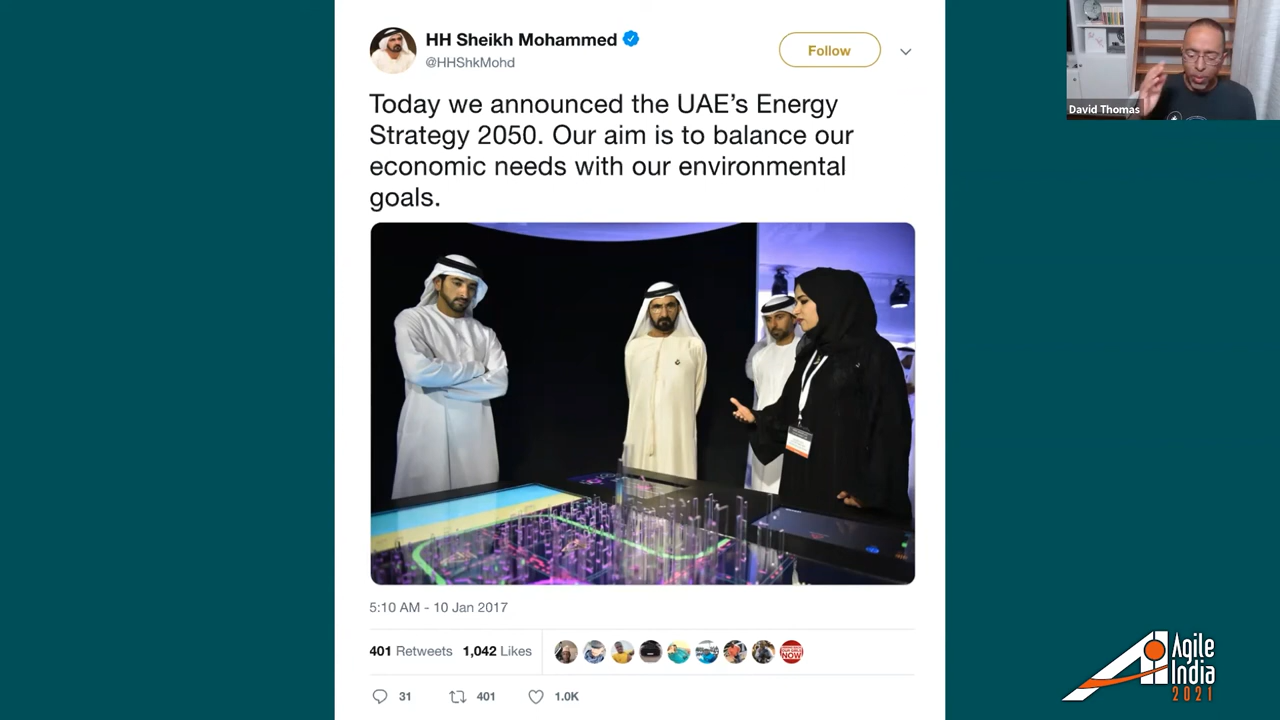 HH Sheikh Mohammed
@HHShkMohd
Follow
Today we announced the UAE’s Energy
Strategy 2050. Our aim is to balance our
economic needs with our environmental
goals.
5:10 AM - 10 Jan 2017
401 Retweets 1,042 Likes
31 401 1.0K
David Thomas
Agile
India
2021